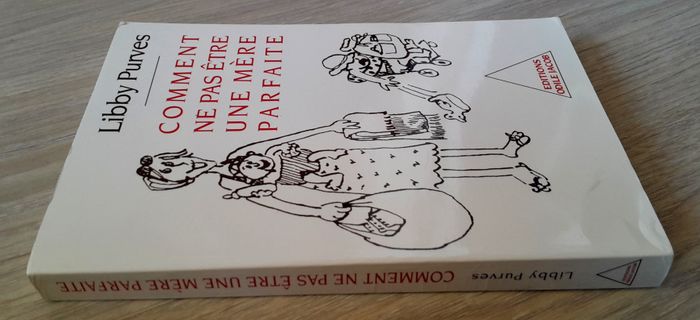 Libby Purves
COMMENT
NE PAS ÊTRE
UNE MÈRE
PARFAITE
EDITIONS
ODILE JACOB
Libby Purves
COMMENT NE PAS ÊTRE UNE MÈRE PARFAITE